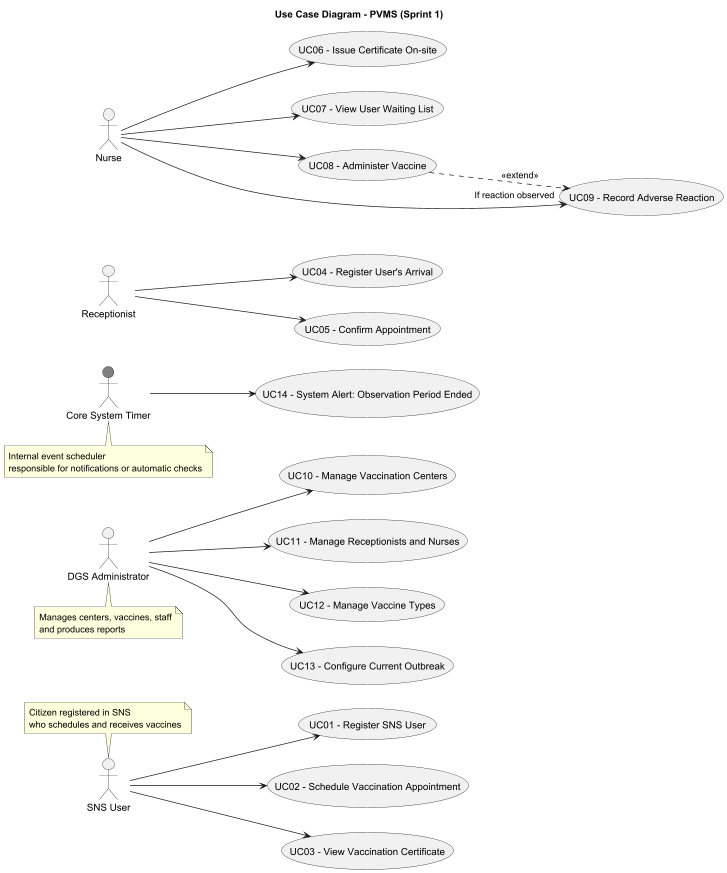 Use Case Diagram - PVMS (Sprint 1)
UC06 - Issue Certificate On-site
UC07 - View User Waiting List
Nurse
UC08 - Administer Vaccine
«extend»
If reaction observed
UC09 - Record Adverse Reaction
UC04 - Register User's Arrival
Receptionist
UC05 - Confirm Appointment
UC14 - System Alert: Observation Period Ended
Core System Timer
Internal event scheduler
responsible for notifications or automatic checks
UC10 - Manage Vaccination Centers
UC11 - Manage Receptionists and Nurses
DGS Administrator
UC12 - Manage Vaccine Types
Manages centers, vaccines, staff
and produces reports
UC13 - Configure Current Outbreak
Citizen registered in SNS
who schedules and receives vaccines
UC01 - Register SNS User
UC02 - Schedule Vaccination Appointment
SNS User
UC03 - View Vaccination Certificate